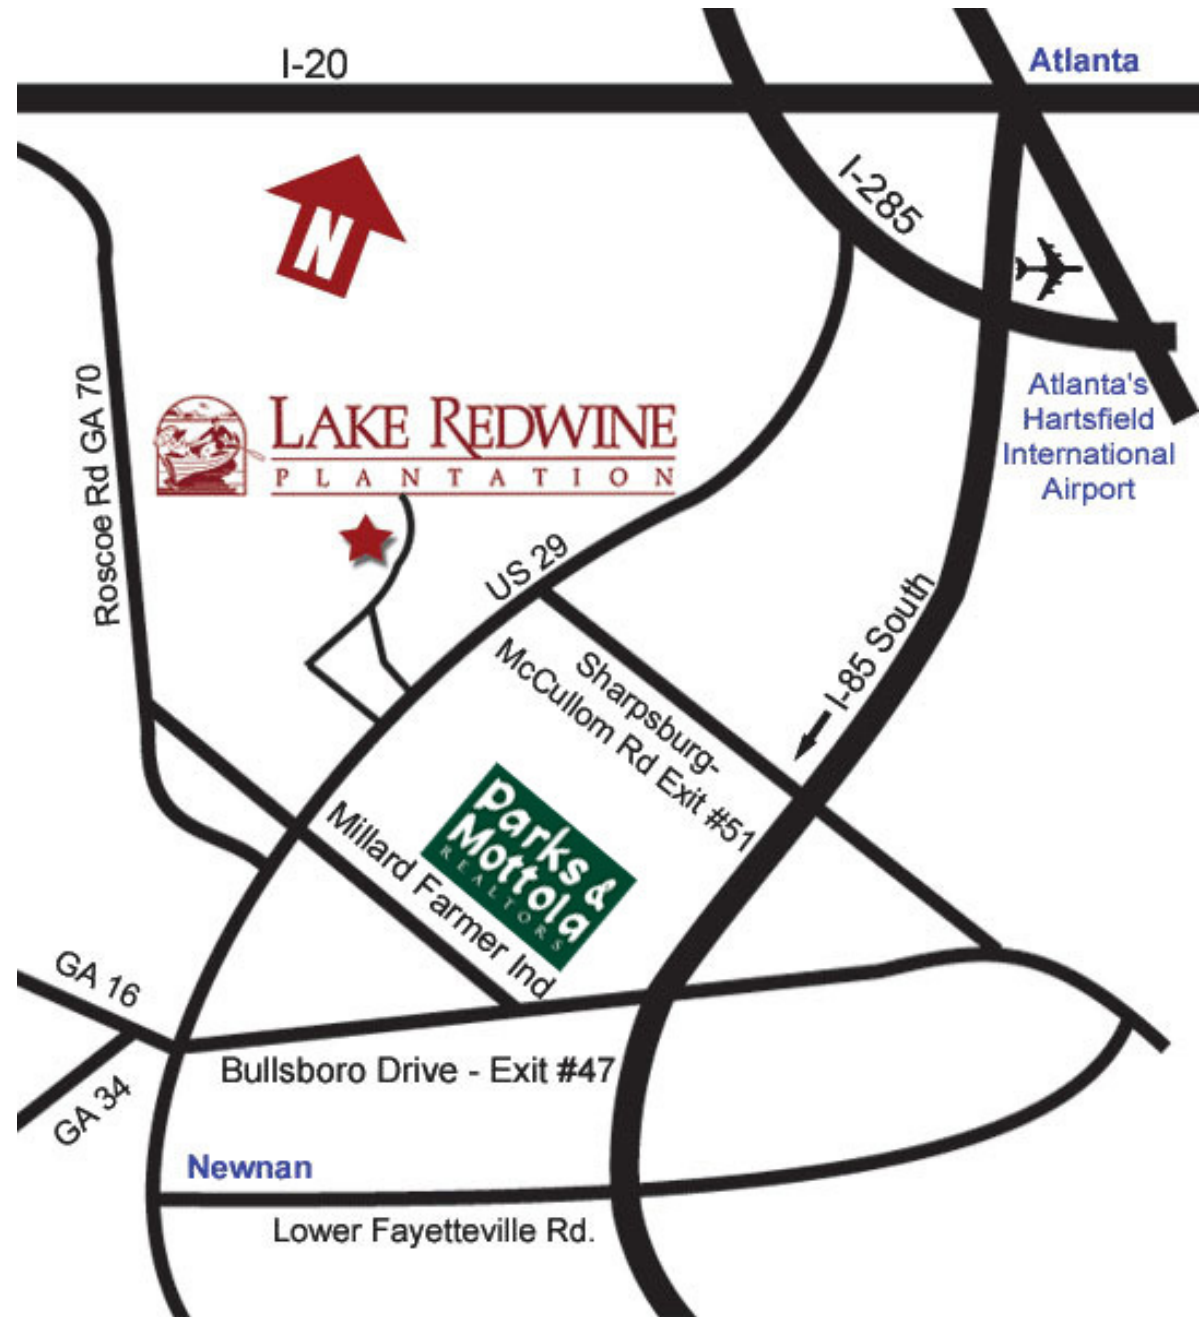 I-20
Atlanta
I-285
N
Atlanta's
Hartsfield
International
Airport
Roscoe Rd GA 70
LAKE REDWINE
PLANTATION
US 29
Sharpsburg-
McCullom Rd Exit #51
I-85 South
Parks &
Mottola
REALTORS
Millard Farmer Ind
GA 16
GA 34
Bullsboro Drive - Exit #47
Newnan
Lower Fayetteville Rd.